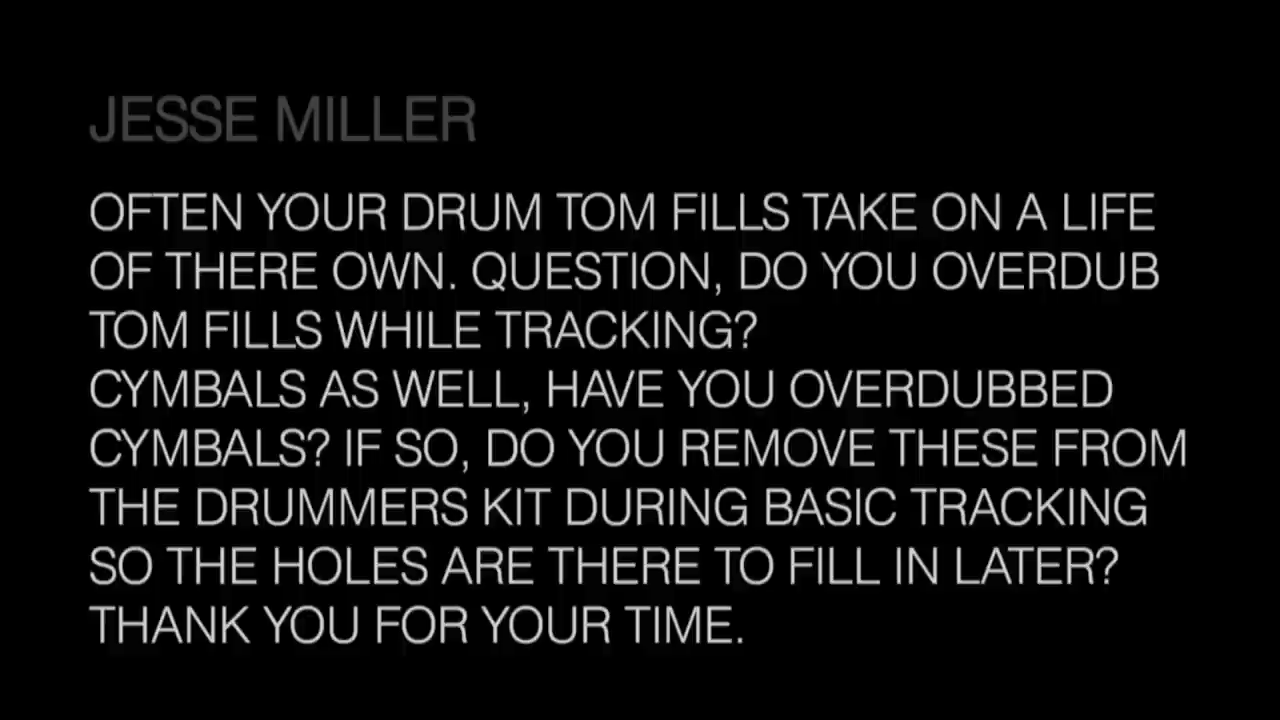 JESSE MILLER
OFTEN YOUR DRUM TOM FILLS TAKE ON A LIFE
OF THERE OWN. QUESTION, DO YOU OVERDUB
TOM FILLS WHILE TRACKING?
CYMBALS AS WELL, HAVE YOU OVERDUBBED
CYMBALS? IF SO, DO YOU REMOVE THESE FROM
THE DRUMMERS KIT DURING BASIC TRACKING
SO THE HOLES ARE THERE TO FILL IN LATER?
THANK YOU FOR YOUR TIME.